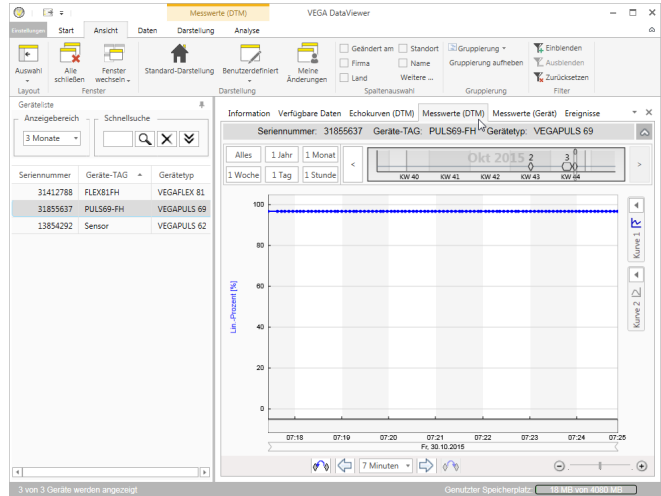 Messwerte (DTM) VEGA DataViewer
Einstellungen Start Ansicht Daten Darstellung Analyse
Auswahl
Alle schließen
Fenster wechseln
Standard-Darstellung
Benutzerdefiniert
Meine Änderungen
Geändert am Standort
Firma Name
Land Weitere ...
Gruppierung
Gruppierung aufheben
Einblenden
Ausblenden
Zurücksetzen
Layout Fenster Darstellung Spaltenauswahl Gruppierung Filter
Geräteliste
Anzeigebereich Schnellsuche
3 Monate
Seriennummer Geräte-TAG Gerätetyp
31412788 FLEX81FH VEGAFLEX 81
31855637 PULS69-FH VEGAPULS 69
13854292 Sensor VEGAPULS 62
Information Verfügbare Daten Echokurven (DTM) Messwerte (DTM) Messwerte (Gerät) Ereignisse
Seriennummer: 31855637 Geräte-TAG: PULS69-FH Gerätetyp: VEGAPULS 69
Alles 1 Jahr 1 Monat
1 Woche 1 Tag 1 Stunde
< >
Okt 2015 2 3
KW 40 KW 41 KW 42 KW 43 KW 44
100
80
60
40
20
0
Lin.-Prozent [%]
Kurve 1
Kurve 2
07:18 07:19 07:20 07:21 07:22 07:23 07:24 07:25
Fr, 30.10.2015
7 Minuten
3 von 3 Geräte werden angezeigt
Genutzter Speicherplatz: 18 MB von 4080 MB